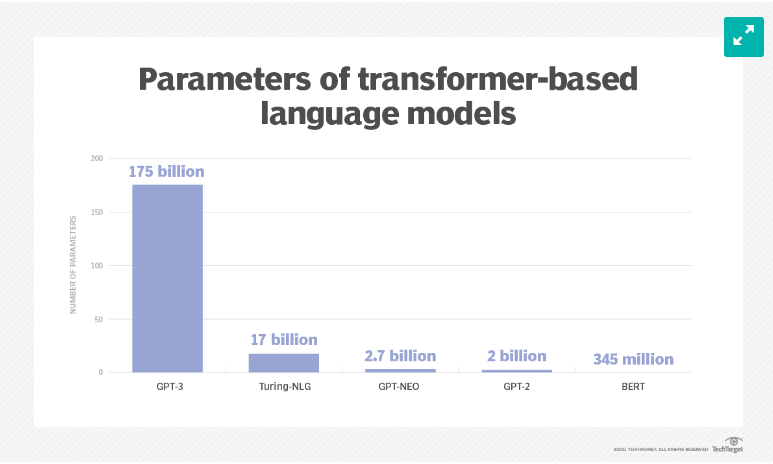 Parameters of transformer-based
language models
NUMBER OF PARAMETERS
200
150
100
50
0
175 billion
17 billion
2.7 billion
2 billion
345 million
GPT-3
Turing-NLG
GPT-NEO
GPT-2
BERT
©2021 TECHTARGET. ALL RIGHTS RESERVED
TechTarget